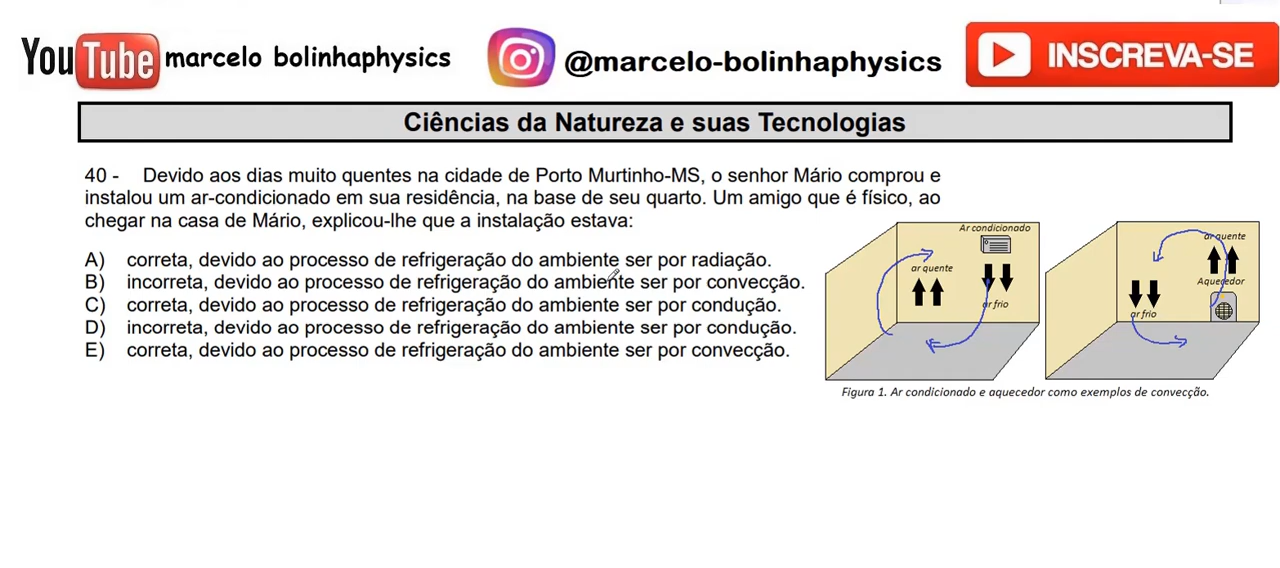 YouTube marcelo bolinhaphysics @marcelo-bolinhaphysics INSCREVA-SE
Ciências da Natureza e suas Tecnologias
40 - Devido aos dias muito quentes na cidade de Porto Murtinho-MS, o senhor Mário comprou e
instalou um ar-condicionado em sua residência, na base de seu quarto. Um amigo que é físico, ao
chegar na casa de Mário, explicou-lhe que a instalação estava:
A) correta, devido ao processo de refrigeração do ambiente ser por radiação.
B) incorreta, devido ao processo de refrigeração do ambiente ser por convecção.
C) correta, devido ao processo de refrigeração do ambiente ser por condução.
D) incorreta, devido ao processo de refrigeração do ambiente ser por condução.
E) correta, devido ao processo de refrigeração do ambiente ser por convecção.
Ar condicionado
ar quente
ar frio
ar quente
Aquecedor
ar frio
Figura 1. Ar condicionado e aquecedor como exemplos de convecção.